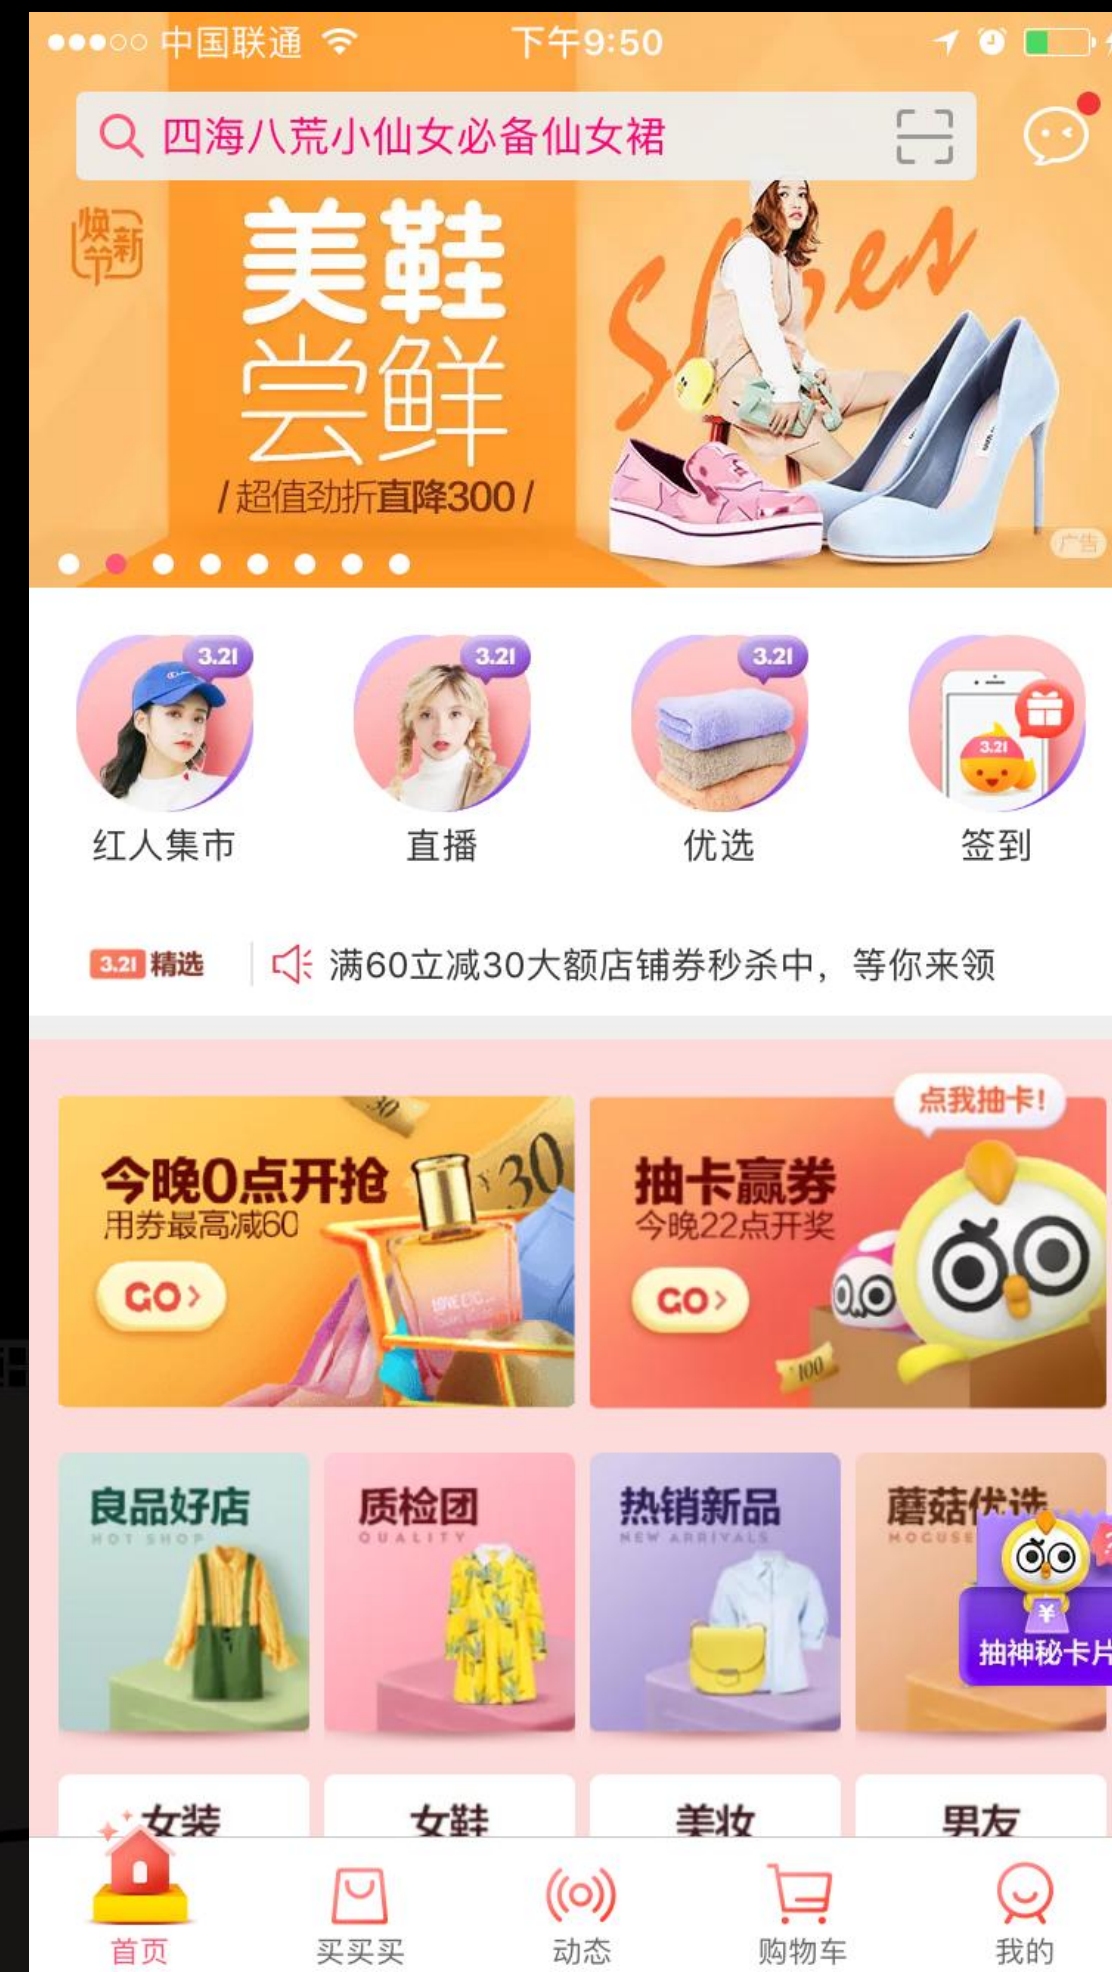 中国联通
下午9:50
四海八荒小仙女必备仙女裙
焕新节
美鞋
尝鲜
Shoes
/超值劲折直降300/
广告
3.21
3.21
3.21
3.21
红人集市
直播
优选
签到
3.21 精选
满60立减30大额店铺券秒杀中，等你来领
点我抽卡!
今晚0点开抢
用券最高减60
GO>
30
¥30
抽卡赢券
今晚22点开奖
GO>
100
良品好店
HOT SHOP
质检团
QUALITY
热销新品
NEW ARRIVALS
蘑菇优选
MOGUSE
¥
抽神秘卡片
女装
女鞋
美妆
男友
首页
买买买
动态
购物车
我的